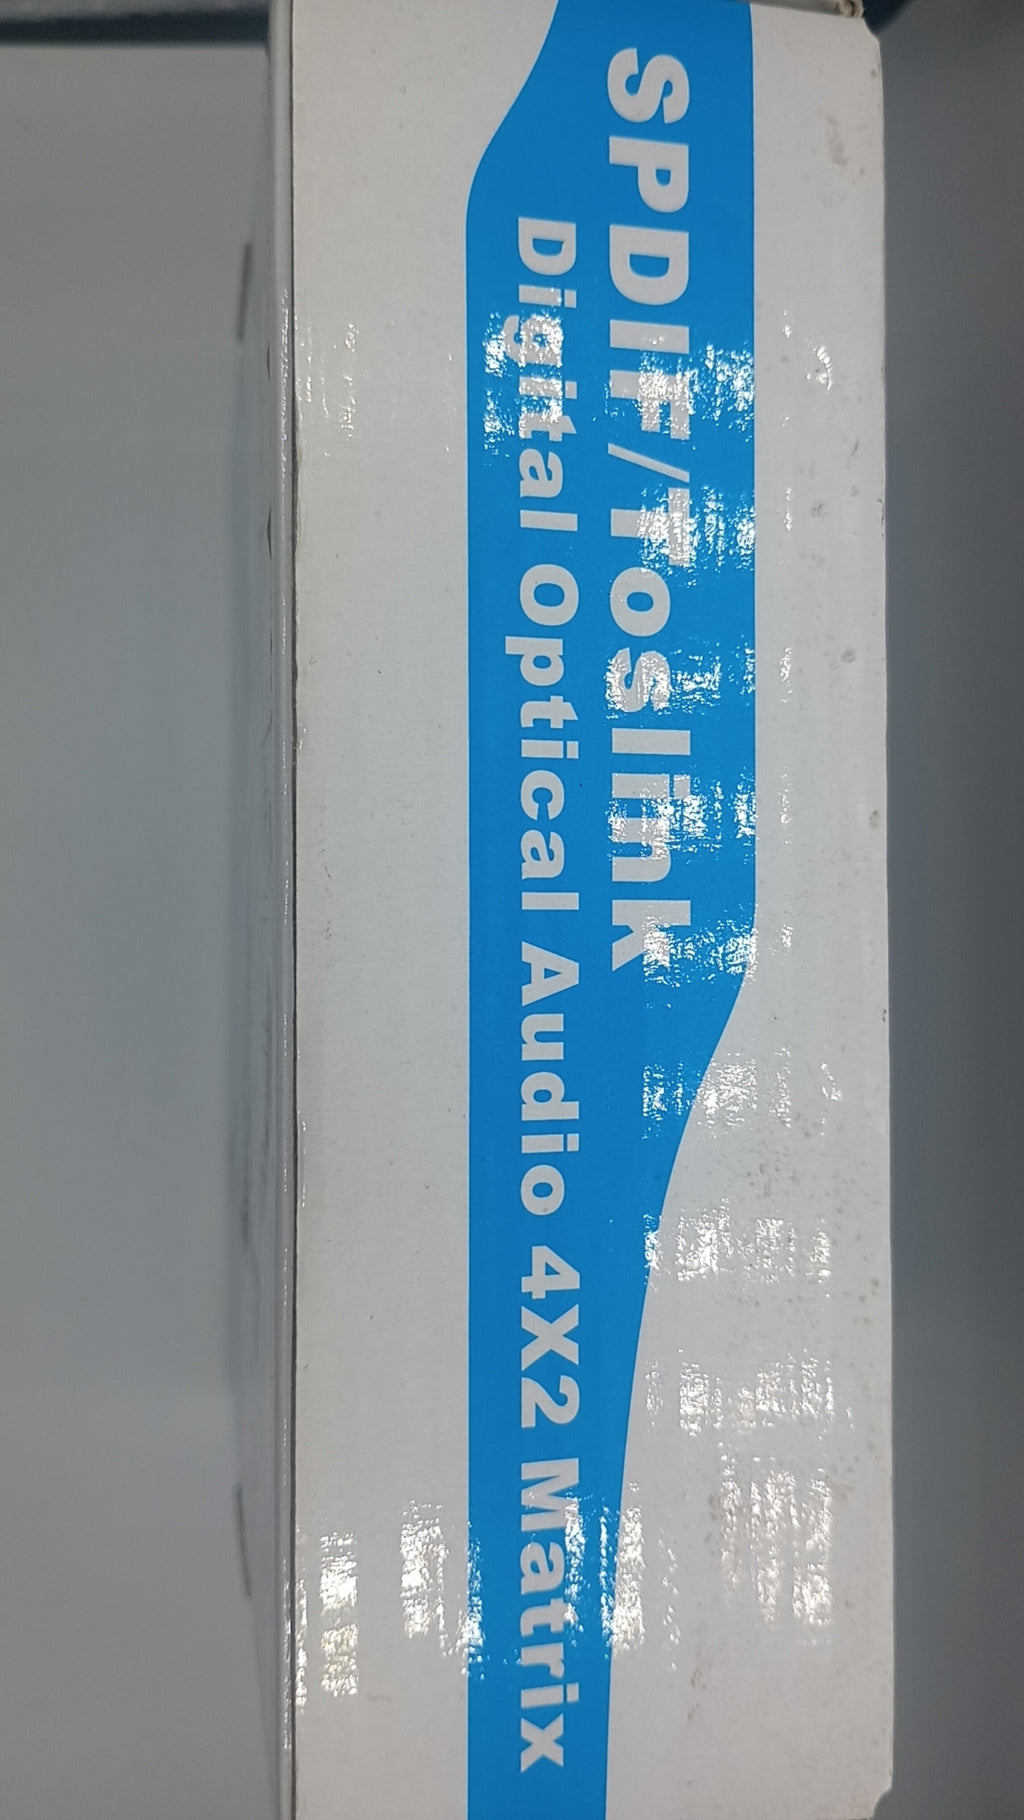 SPDIF/Toslink
Digital Optical Audio 4X2 Matrix